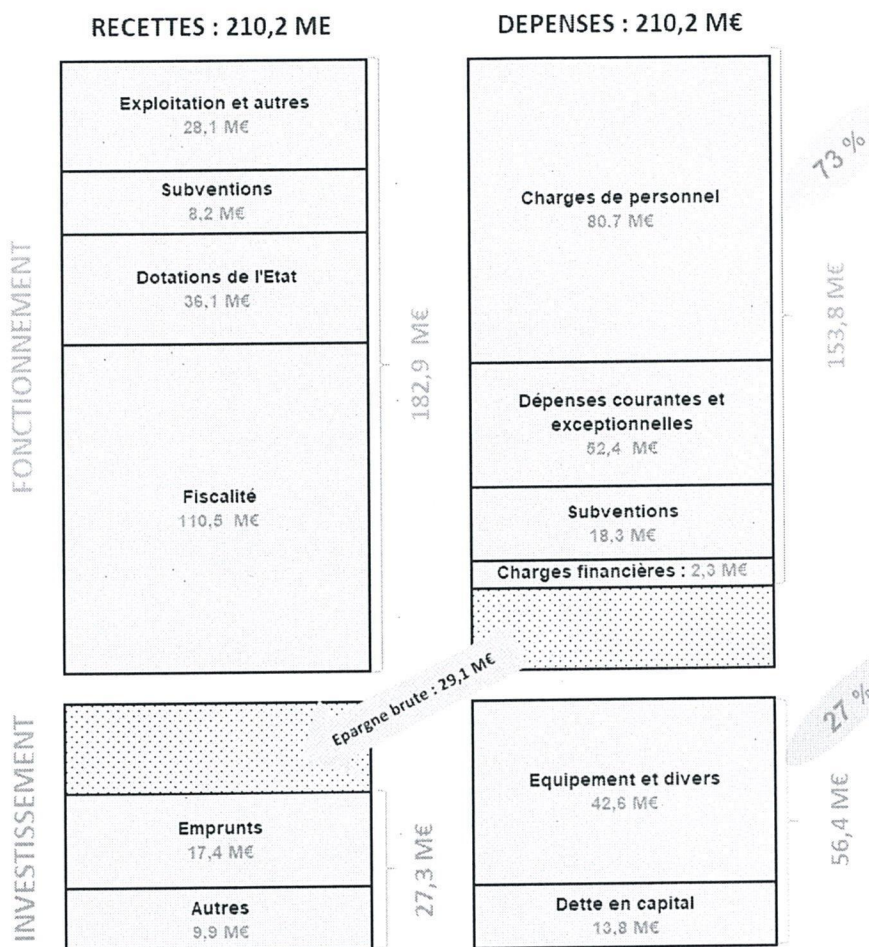 RECETTES : 210,2 ME
Exploitation et autres
28,1 M€
Subventions
8,2 M€
Dotations de l'Etat
36,1 M€
Fiscalité
110,5 M€
FONCTIONNEMENT
182,9 M€
DEPENSES : 210,2 M€
Charges de personnel
80,7 M€
Dépenses courantes et
exceptionnelles
52,4 M€
Subventions
18,3 M€
Charges financières : 2,3 M€
73 %
153,8 M€
Epargne brute : 29,1 M€
INVESTISSEMENT
Emprunts
17,4 M€
Autres
9,9 M€
27,3 M€
Equipement et divers
42,6 M€
Dette en capital
13,8 M€
27 %
56,4 M€